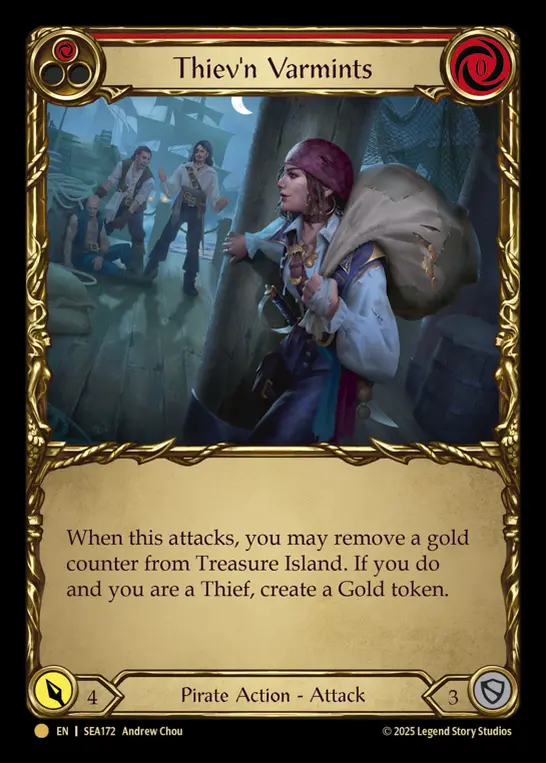 Thiev'n Varmints
0
When this attacks, you may remove a gold
counter from Treasure Island. If you do
and you are a Thief, create a Gold token.
4
Pirate Action - Attack
3
EN | SEA172 Andrew Chou
© 2025 Legend Story Studios